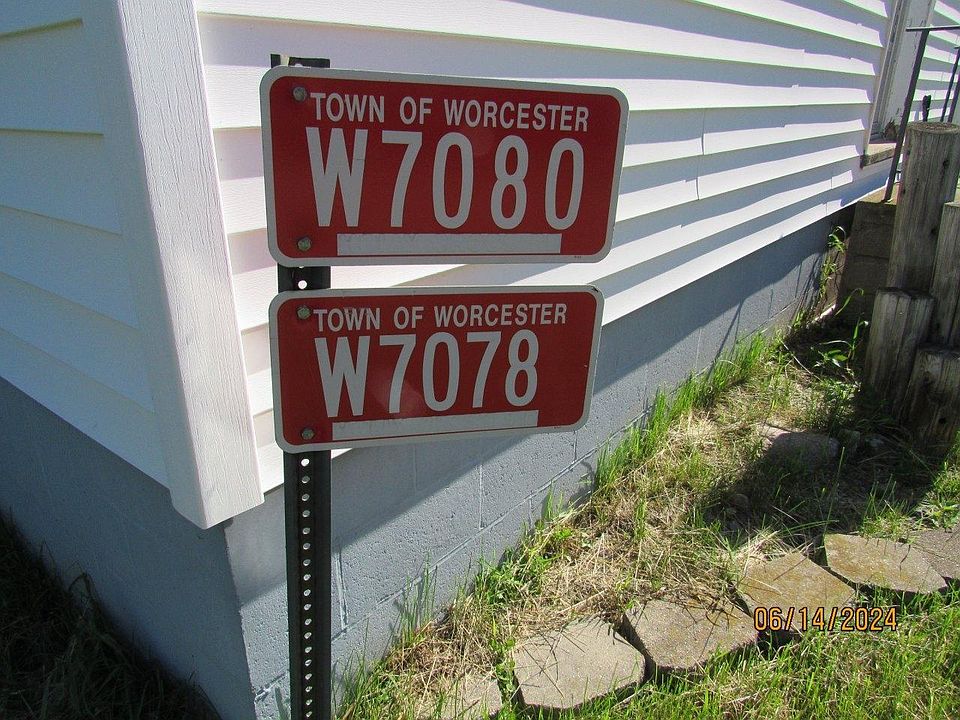 TOWN OF WORCESTER
W7080
TOWN OF WORCESTER
W7078
06/14/2024